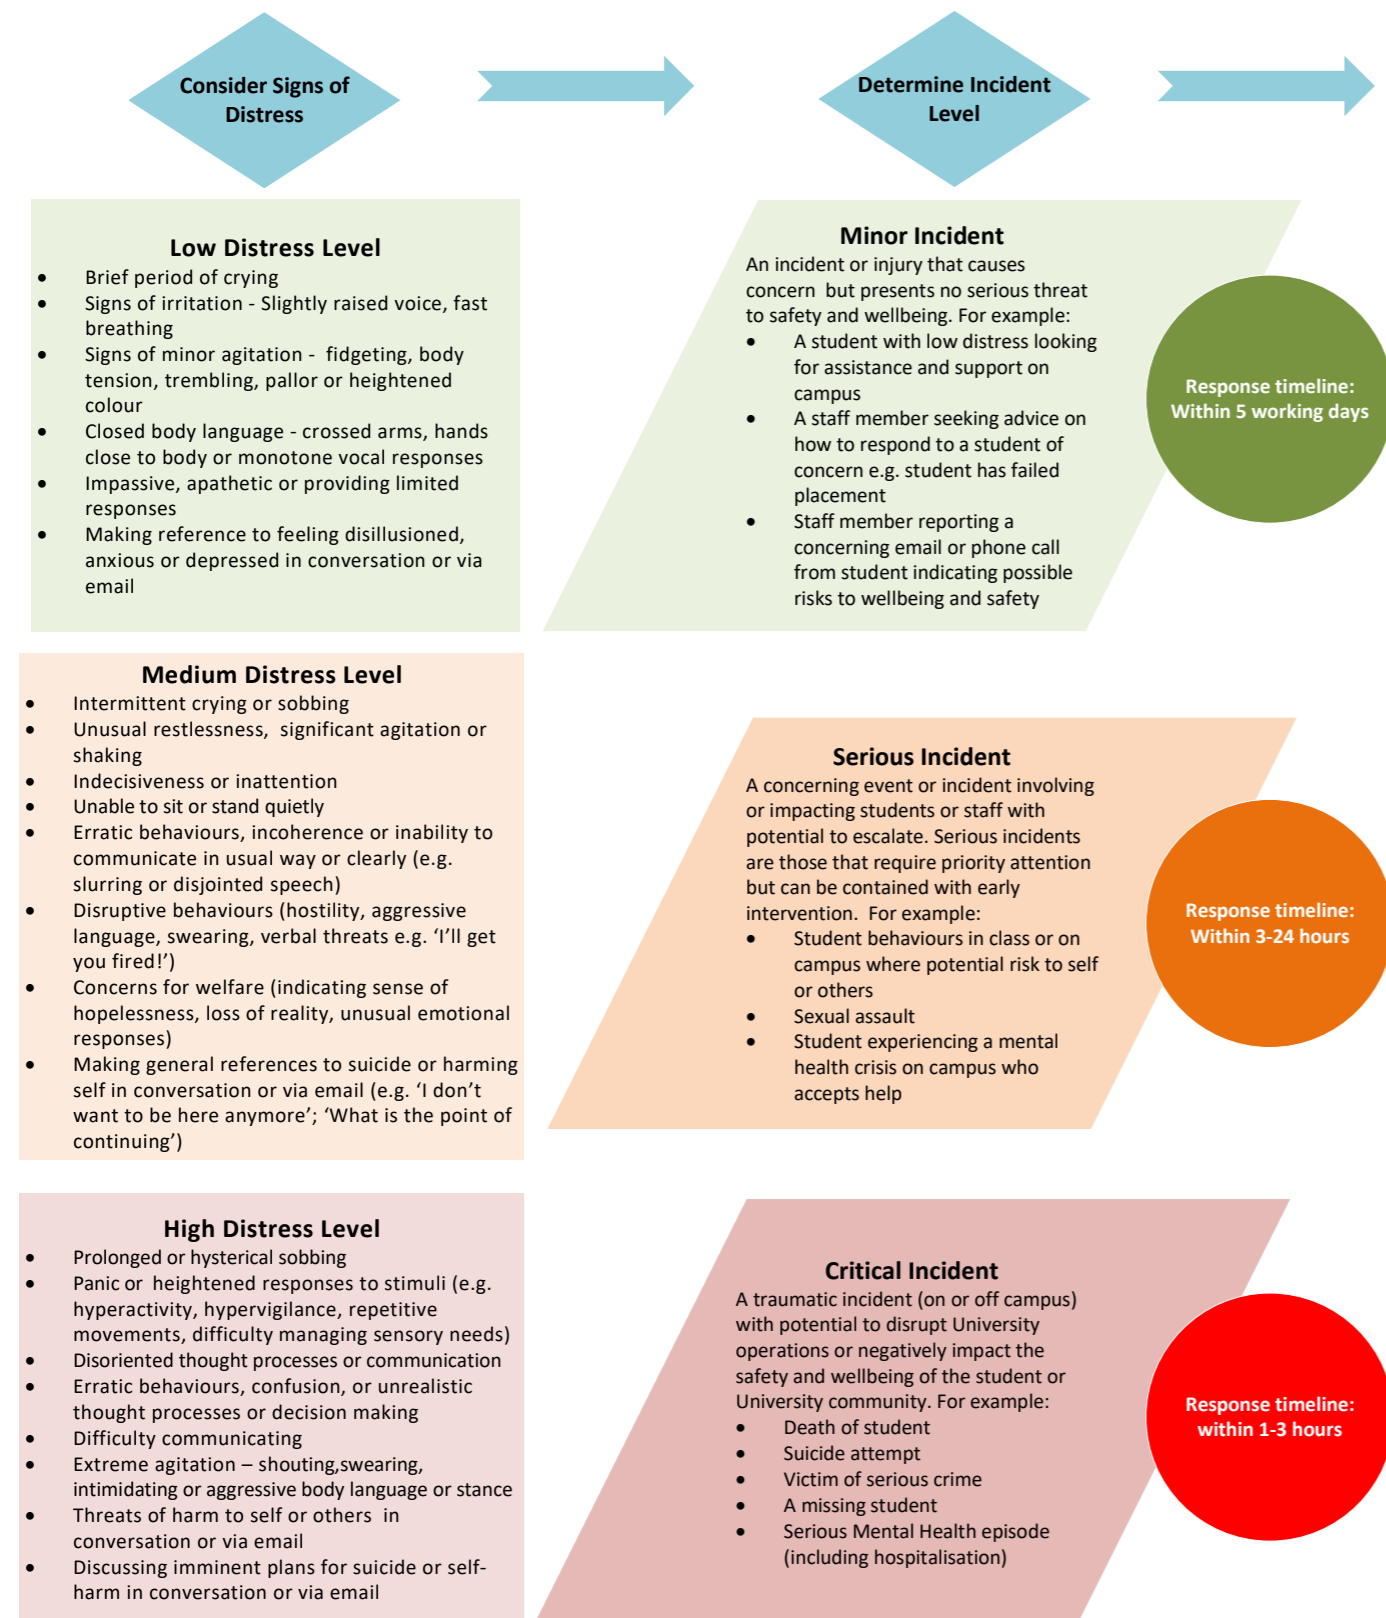 Consider Signs of
Distress
Determine Incident
Level
Low Distress Level
• Brief period of crying
• Signs of irritation - Slightly raised voice, fast
breathing
• Signs of minor agitation - fidgeting, body
tension, trembling, pallor or heightened
colour
• Closed body language - crossed arms, hands
close to body or monotone vocal responses
• Impassive, apathetic or providing limited
responses
• Making reference to feeling disillusioned,
anxious or depressed in conversation or via
email
Minor Incident
An incident or injury that causes
concern but presents no serious threat
to safety and wellbeing. For example:
• A student with low distress looking
for assistance and support on
campus
• A staff member seeking advice on
how to respond to a student of
concern e.g. student has failed
placement
• Staff member reporting a
concerning email or phone call
from student indicating possible
risks to wellbeing and safety
Response timeline:
Within 5 working days
Medium Distress Level
• Intermittent crying or sobbing
• Unusual restlessness, significant agitation or
shaking
• Indecisiveness or inattention
• Unable to sit or stand quietly
• Erratic behaviours, incoherence or inability to
communicate in usual way or clearly (e.g.
slurring or disjointed speech)
• Disruptive behaviours (hostility, aggressive
language, swearing, verbal threats e.g. ‘I’ll get
you fired!’)
• Concerns for welfare (indicating sense of
hopelessness, loss of reality, unusual emotional
responses)
• Making general references to suicide or harming
self in conversation or via email (e.g. ‘I don’t
want to be here anymore’; ‘What is the point of
continuing’)
Serious Incident
A concerning event or incident involving
or impacting students or staff with
potential to escalate. Serious incidents
are those that require priority attention
but can be contained with early
intervention. For example:
• Student behaviours in class or on
campus where potential risk to self
or others
• Sexual assault
• Student experiencing a mental
health crisis on campus who
accepts help
Response timeline:
Within 3-24 hours
High Distress Level
• Prolonged or hysterical sobbing
• Panic or heightened responses to stimuli (e.g.
hyperactivity, hypervigilance, repetitive
movements, difficulty managing sensory needs)
• Disoriented thought processes or communication
• Erratic behaviours, confusion, or unrealistic
thought processes or decision making
• Difficulty communicating
• Extreme agitation – shouting,swearing,
intimidating or aggressive body language or stance
• Threats of harm to self or others in
conversation or via email
• Discussing imminent plans for suicide or self-
harm in conversation or via email
Critical Incident
A traumatic incident (on or off campus)
with potential to disrupt University
operations or negatively impact the
safety and wellbeing of the student or
University community. For example:
• Death of student
• Suicide attempt
• Victim of serious crime
• A missing student
• Serious Mental Health episode
(including hospitalisation)
Response timeline:
within 1-3 hours